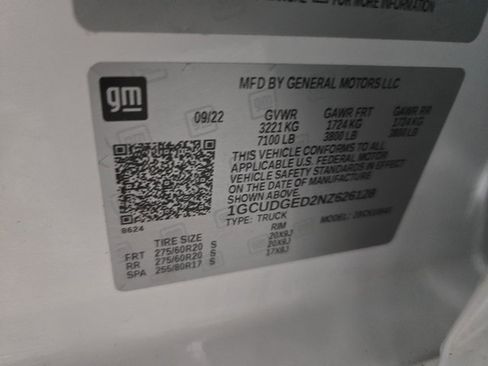 FOR MORE INFORMATION
gm
MFD BY GENERAL MOTORS LLC
09/22 GVWR GAWR FRT GAWR RR
3221 KG 1724 KG 1724 KG
7100 LB 3800 LB 3800 LB
THIS VEHICLE CONFORMS TO ALL
APPLICABLE U.S. FEDERAL MOTOR
VEHICLE SAFETY STANDARDS IN EFFECT
ON THE DATE OF MANUFACTURE
SHOWN ABOVE.
8624
1GCUDGED2NZ626128
TYPE: TRUCK MODEL:
TIRE SIZE RIM
FRT 275/60R20 S 20X9J
RR 275/60R20 S 20X9J
SPA 255/80R17 S 17X8J